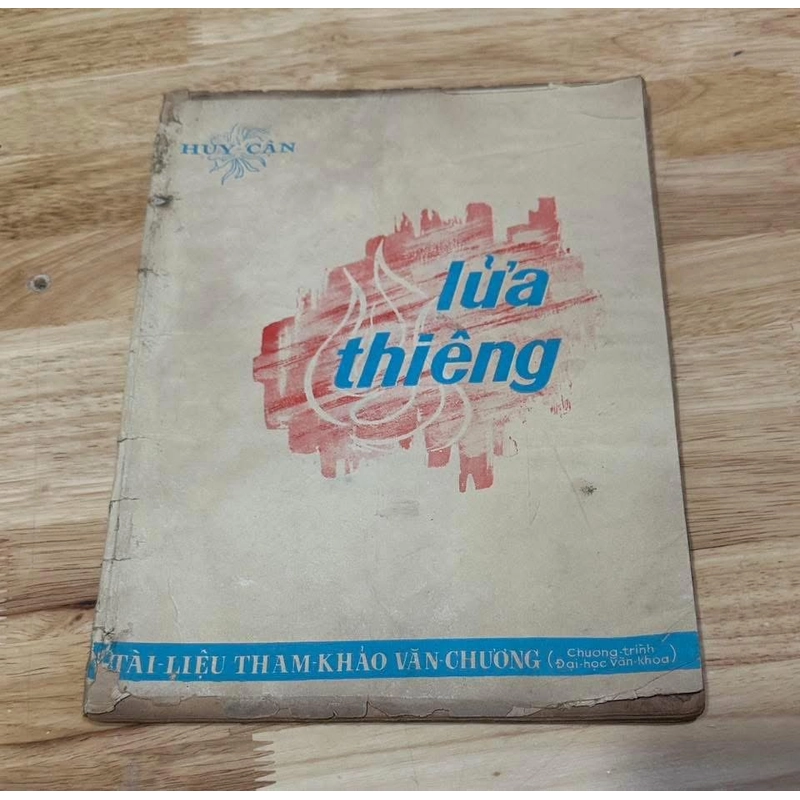 HUY CẬN
lửa
thiêng
TÀI-LIỆU THAM-KHẢO VĂN-CHƯƠNG (Chương-trình
Đại-học Văn-khoa)